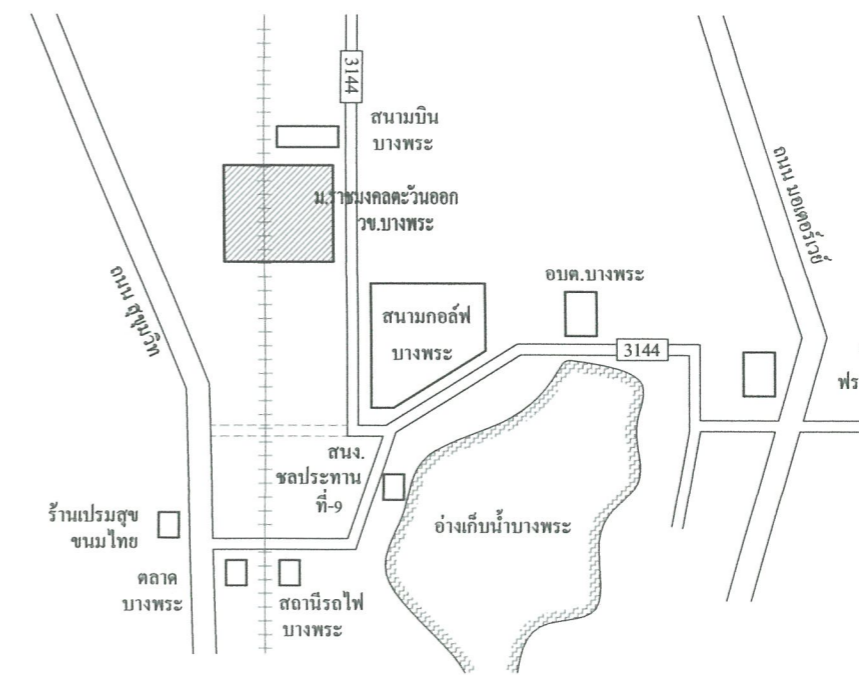 3144
สนามบิน
บางพระ
ม.ราชมงคลตะวันออก
วข.บางพระ
ถนน มอเตอร์เวย์
ถนน สุขุมวิท
อบต.บางพระ
สนามกอล์ฟ
บางพระ
3144
ฟร
สนง.
ชลประทาน
ที่-9
ร้านเปรมสุข
ขนมไทย
อ่างเก็บน้ำบางพระ
ตลาด
บางพระ
สถานีรถไฟ
บางพระ